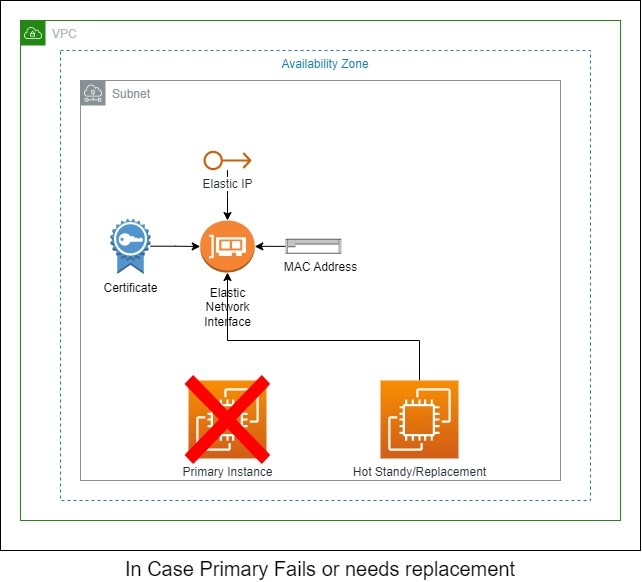 VPC
Availability Zone
Subnet
Elastic IP
Certificate
MAC Address
Elastic
Network
Interface
Primary Instance
Hot Standy/Replacement
In Case Primary Fails or needs replacement